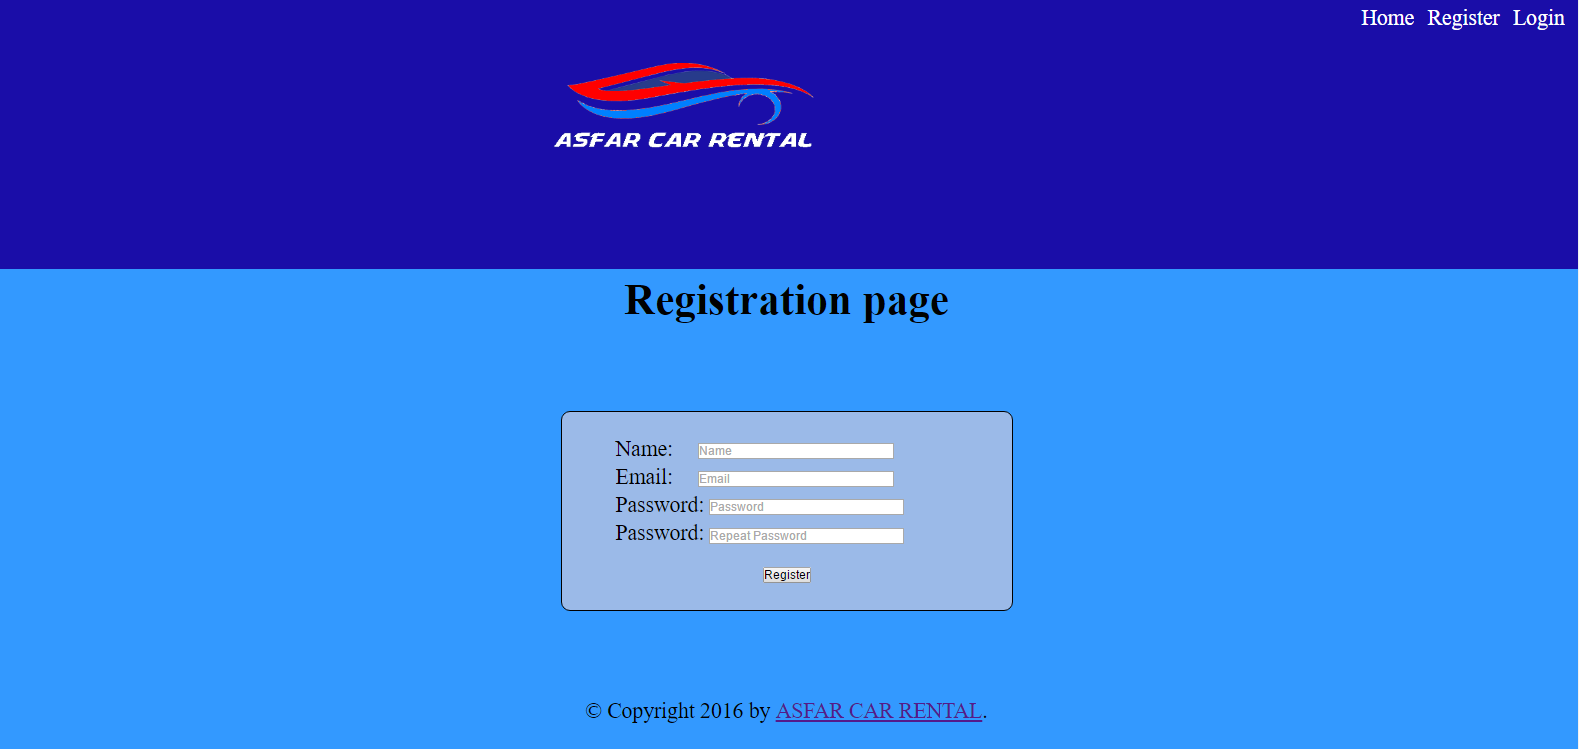 Home Register Login
ASFAR CAR RENTAL
Registration page
Name: Name
Email: Email
Password: Password
Password: Repeat Password
Register
© Copyright 2016 by ASFAR CAR RENTAL.